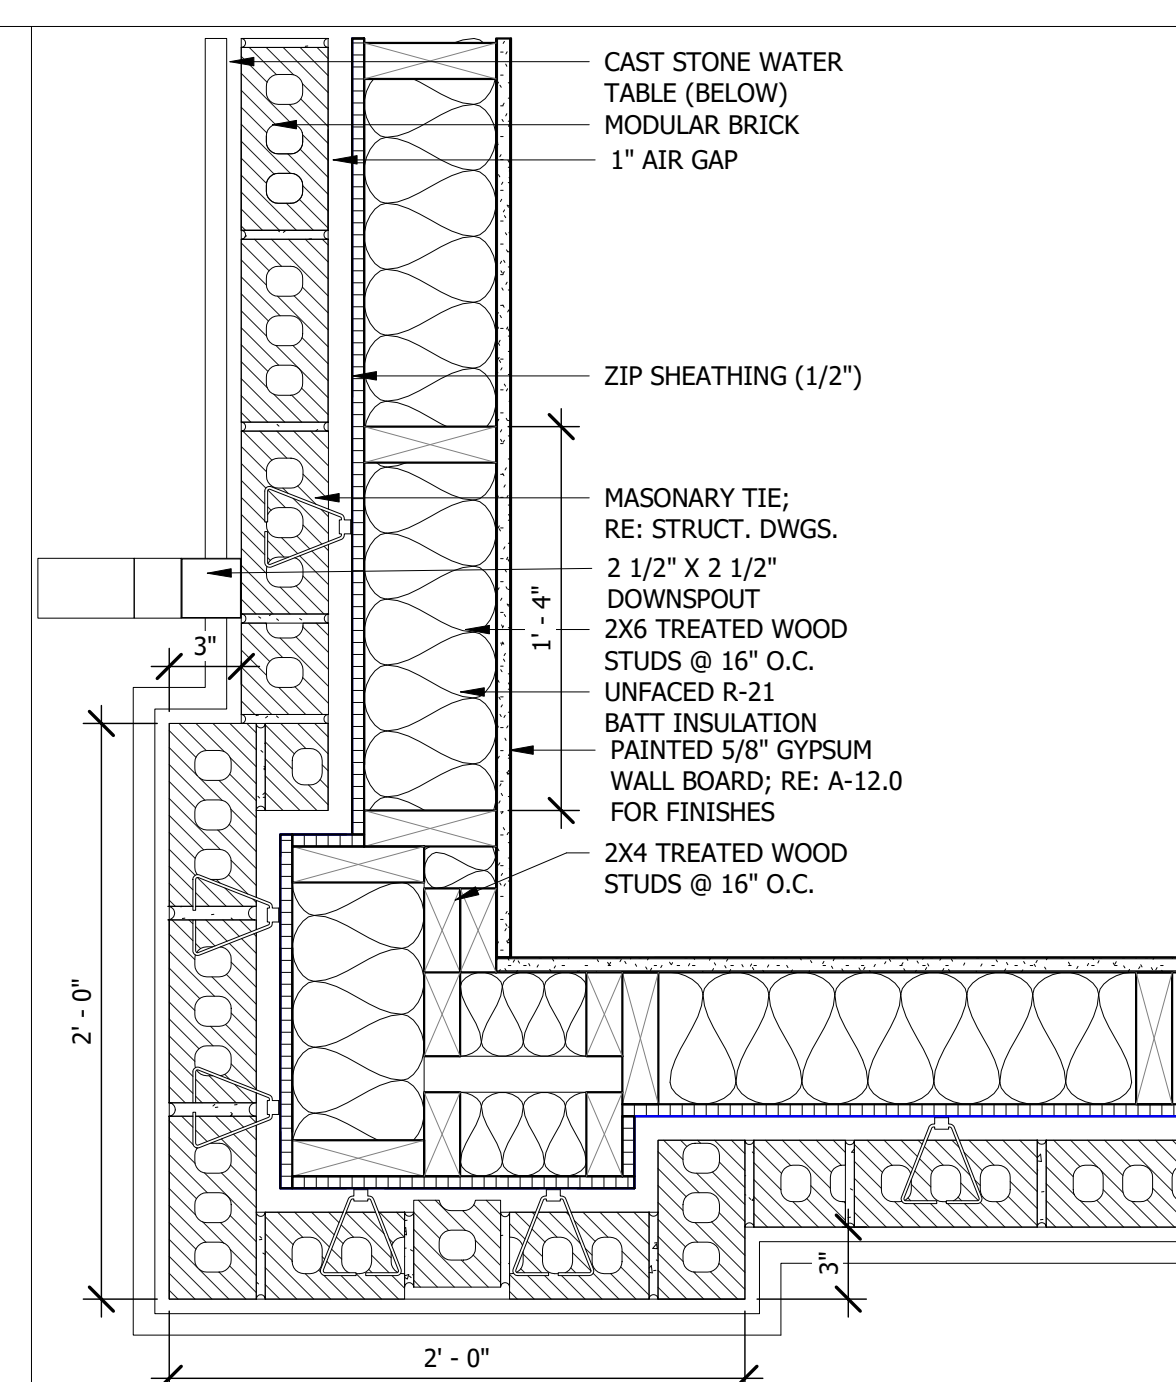 CAST STONE WATER
TABLE (BELOW)
MODULAR BRICK
1" AIR GAP
ZIP SHEATHING (1/2")
MASONARY TIE;
RE: STRUCT. DWGS.
2 1/2" X 2 1/2"
DOWNSPOUT
1' - 4"
2X6 TREATED WOOD
STUDS @ 16" O.C.
3"
UNFACED R-21
BATT INSULATION
PAINTED 5/8" GYPSUM
WALL BOARD; RE: A-12.0
FOR FINISHES
2X4 TREATED WOOD
STUDS @ 16" O.C.
2' - 0"
3"
2' - 0"